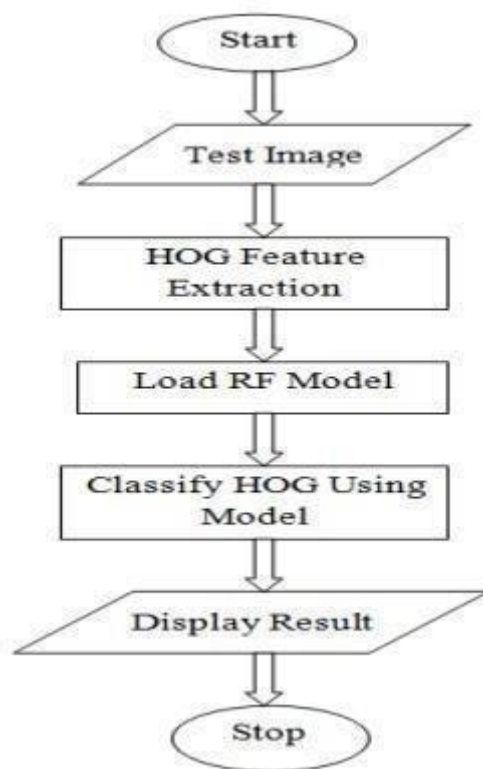 Start
Test Image
HOG Feature
Extraction
Load RF Model
Classify HOG Using
Model
Display Result
Stop